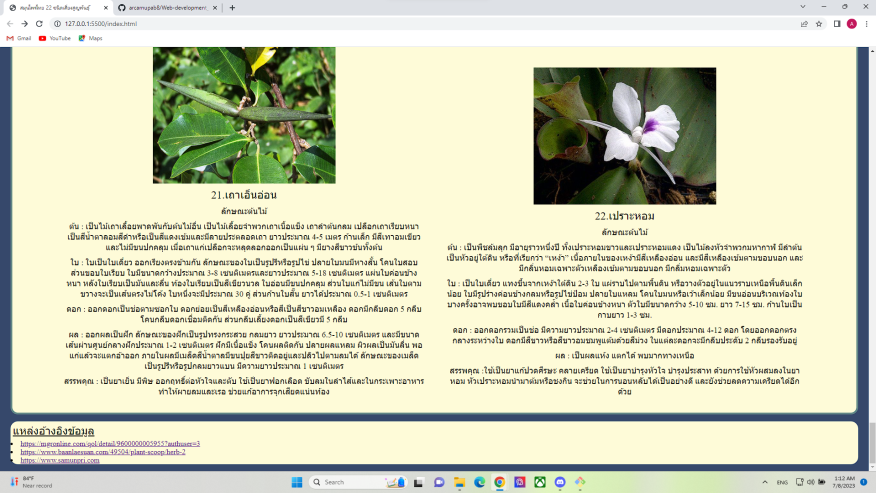 สมุนไพรทั้งหมด 22 ชนิดเสี่ยงสูญพันธุ์
arcamupab8/Web-development
127.0.0.1:5500/index.html
Gmail
YouTube
Maps
21.เถาเอ็นอ่อน
ลักษณะต้นไม้
ต้น : เป็นไม้เถาเลื้อยพาดพันกับต้นไม้อื่น เป็นไม้เลื้อยจำพวกเถาเนื้อแข็ง เถาลำต้นกลม เปลือกเถาเรียบหนา
เป็นสีน้ำตาลอมดำหรือเป็นสีแดงเข้มและมีลายประตลอดเถา ยาวประมาณ 4-5 เมตร ก้านเล็ก มีสีเทาอมเขียว
และไม่มีขนปกคลุม เมื่อเถาแก่เปลือกจะหลุดลอกออกเป็นแผ่น ๆ มียางสีขาวข้นทั้งต้น
ใบ : ใบเป็นใบเดี่ยว ออกเรียงตรงข้ามกัน ลักษณะของใบเป็นรูปรีหรือรูปไข่ ปลายใบมนมีหางสั้น โคนใบสอบ
ส่วนขอบใบเรียบ ใบมีขนาดกว้างประมาณ 3-8 เซนติเมตรและยาวประมาณ 5-18 เซนติเมตร แผ่นใบค่อนข้าง
หนา หลังใบเรียบเป็นมันและลื่น ท้องใบเรียบเป็นสีเขียวนวล ใบอ่อนมีขนปกคลุม ส่วนใบแก่ไม่มีขน เส้นใบตาม
ขวางจะเป็นเส้นตรงไม่โค้ง ใบหนึ่งจะมีประมาณ 30 คู่ ส่วนก้านใบสั้น ยาวได้ประมาณ 0.5-1 เซนติเมตร
ดอก : ออกดอกเป็นช่อตามซอกใบ ดอกย่อยเป็นสีเหลืองอ่อนหรือสีเป็นสีขาวอมเหลือง ดอกมีกลีบดอก 5 กลีบ
โคนกลีบดอกเชื่อมติดกัน ส่วนกลีบเลี้ยงดอกเป็นสีเขียวมี 5 กลีบ
ผล : ผลออกเป็นฝัก ลักษณะของฝักเป็นรูปทรงกระสวย กลมยาว ยาวประมาณ 6.5-10 เซนติเมตร และมีขนาด
เส้นผ่านศูนย์กลางฝักประมาณ 1-2 เซนติเมตร ฝักมีเนื้อแข็ง โคนผลติดกัน ปลายผลแหลม ผิวผลเป็นมันลื่น พอ
แก่แล้วจะแตกอ้าออก ภายในผลมีเมล็ดสีน้ำตาลมีขนปุยสีขาวติดอยู่และปลิวไปตามลมได้ ลักษณะของเมล็ด
เป็นรูปรีหรือรูปกลมยาวแบน มีความยาวประมาณ 1 เซนติเมตร
สรรพคุณ : เป็นยาเย็น มีพิษ ออกฤทธิ์ต่อหัวใจและตับ ใช้เป็นยาฟอกเลือด ขับลมในลำไส้และในกระเพาะอาหาร
ทำให้ผายลมและเรอ ช่วยแก้อาการจุกเสียดแน่นท้อง
22.เปราะหอม
ลักษณะต้นไม้
ต้น : เป็นพืชล้มลุก มีอายุราวหนึ่งปี ทั้งเปราะหอมขาวและเปราะหอมแดง เป็นไม้ลงหัวจำพวกมหากาฬ มีลำต้น
เป็นหัวอยู่ใต้ดิน หรือที่เรียกว่า “เหง้า” เนื้อภายในของเหง้ามีสีเหลืองอ่อน และมีสีเหลืองเข้มตามขอบนอก และ
มีกลิ่นหอมเฉพาะตัวเหลืองเข้มตามขอบนอก มีกลิ่นหอมเฉพาะตัว
ใบ : เป็นใบเดี่ยว แทงขึ้นจากเหง้าใต้ดิน 2-3 ใบ แผ่ราบไปตามพื้นดิน หรือวางตัวอยู่ในแนวราบเหนือพื้นดินเล็ก
น้อย ใบมีรูปร่างค่อนข้างกลมหรือรูปไข่ป้อม ปลายใบแหลม โคนใบมนหรือเว้าเล็กน้อย มีขนอ่อนบริเวณท้องใบ
บางครั้งอาจพบขอบใบมีสีแดงคล้ำ เนื้อใบค่อนข้างหนา ตัวใบมีขนาดกว้าง 5-10 ซม. ยาว 7-15 ซม. ก้านใบเป็น
กาบยาว 1-3 ซม.
ดอก : ดอกออกรวมเป็นช่อ มีความยาวประมาณ 2-4 เซนติเมตร มีดอกประมาณ 4-12 ดอก โดยออกดอกตรง
กลางระหว่างใบ ดอกมีสีขาวหรือสีขาวอมชมพูแต้มด้วยสีม่วง ในแต่ละดอกจะมีกลีบประดับ 2 กลีบรองรับอยู่
ผล : เป็นผลแห้ง แตกได้ พบมากทางเหนือ
สรรพคุณ :ใช้เป็นยาแก้ปวดศีรษะ คลายเครียด ใช้เป็นยาบำรุงหัวใจ บำรุงประสาท ด้วยการใช้หัวผสมลงในยา
หอม หัวเปราะหอมนำมาต้มหรือชงกิน จะช่วยในการนอนหลับได้เป็นอย่างดี และยังช่วยลดความเครียดได้อีก
ด้วย
แหล่งอ้างอิงข้อมูล
https://mgronline.com/qol/detail/9600000005955?authuser=3
https://www.baanlaesuan.com/49504/plant-scoop/herb-2
https://www.samunpri.com
84°F
Near record
Search
ENG
1:12 AM
7/8/2023